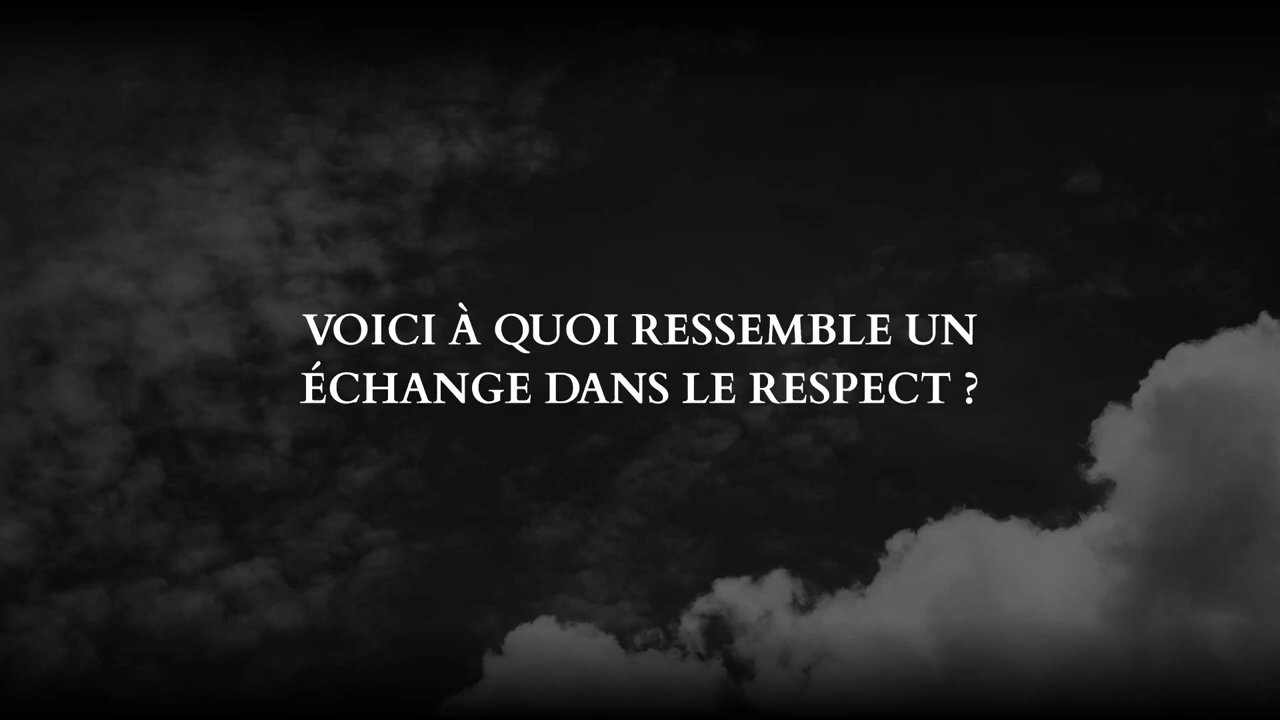 VOICI À QUOI RESSEMBLE UN
ÉCHANGE DANS LE RESPECT ?